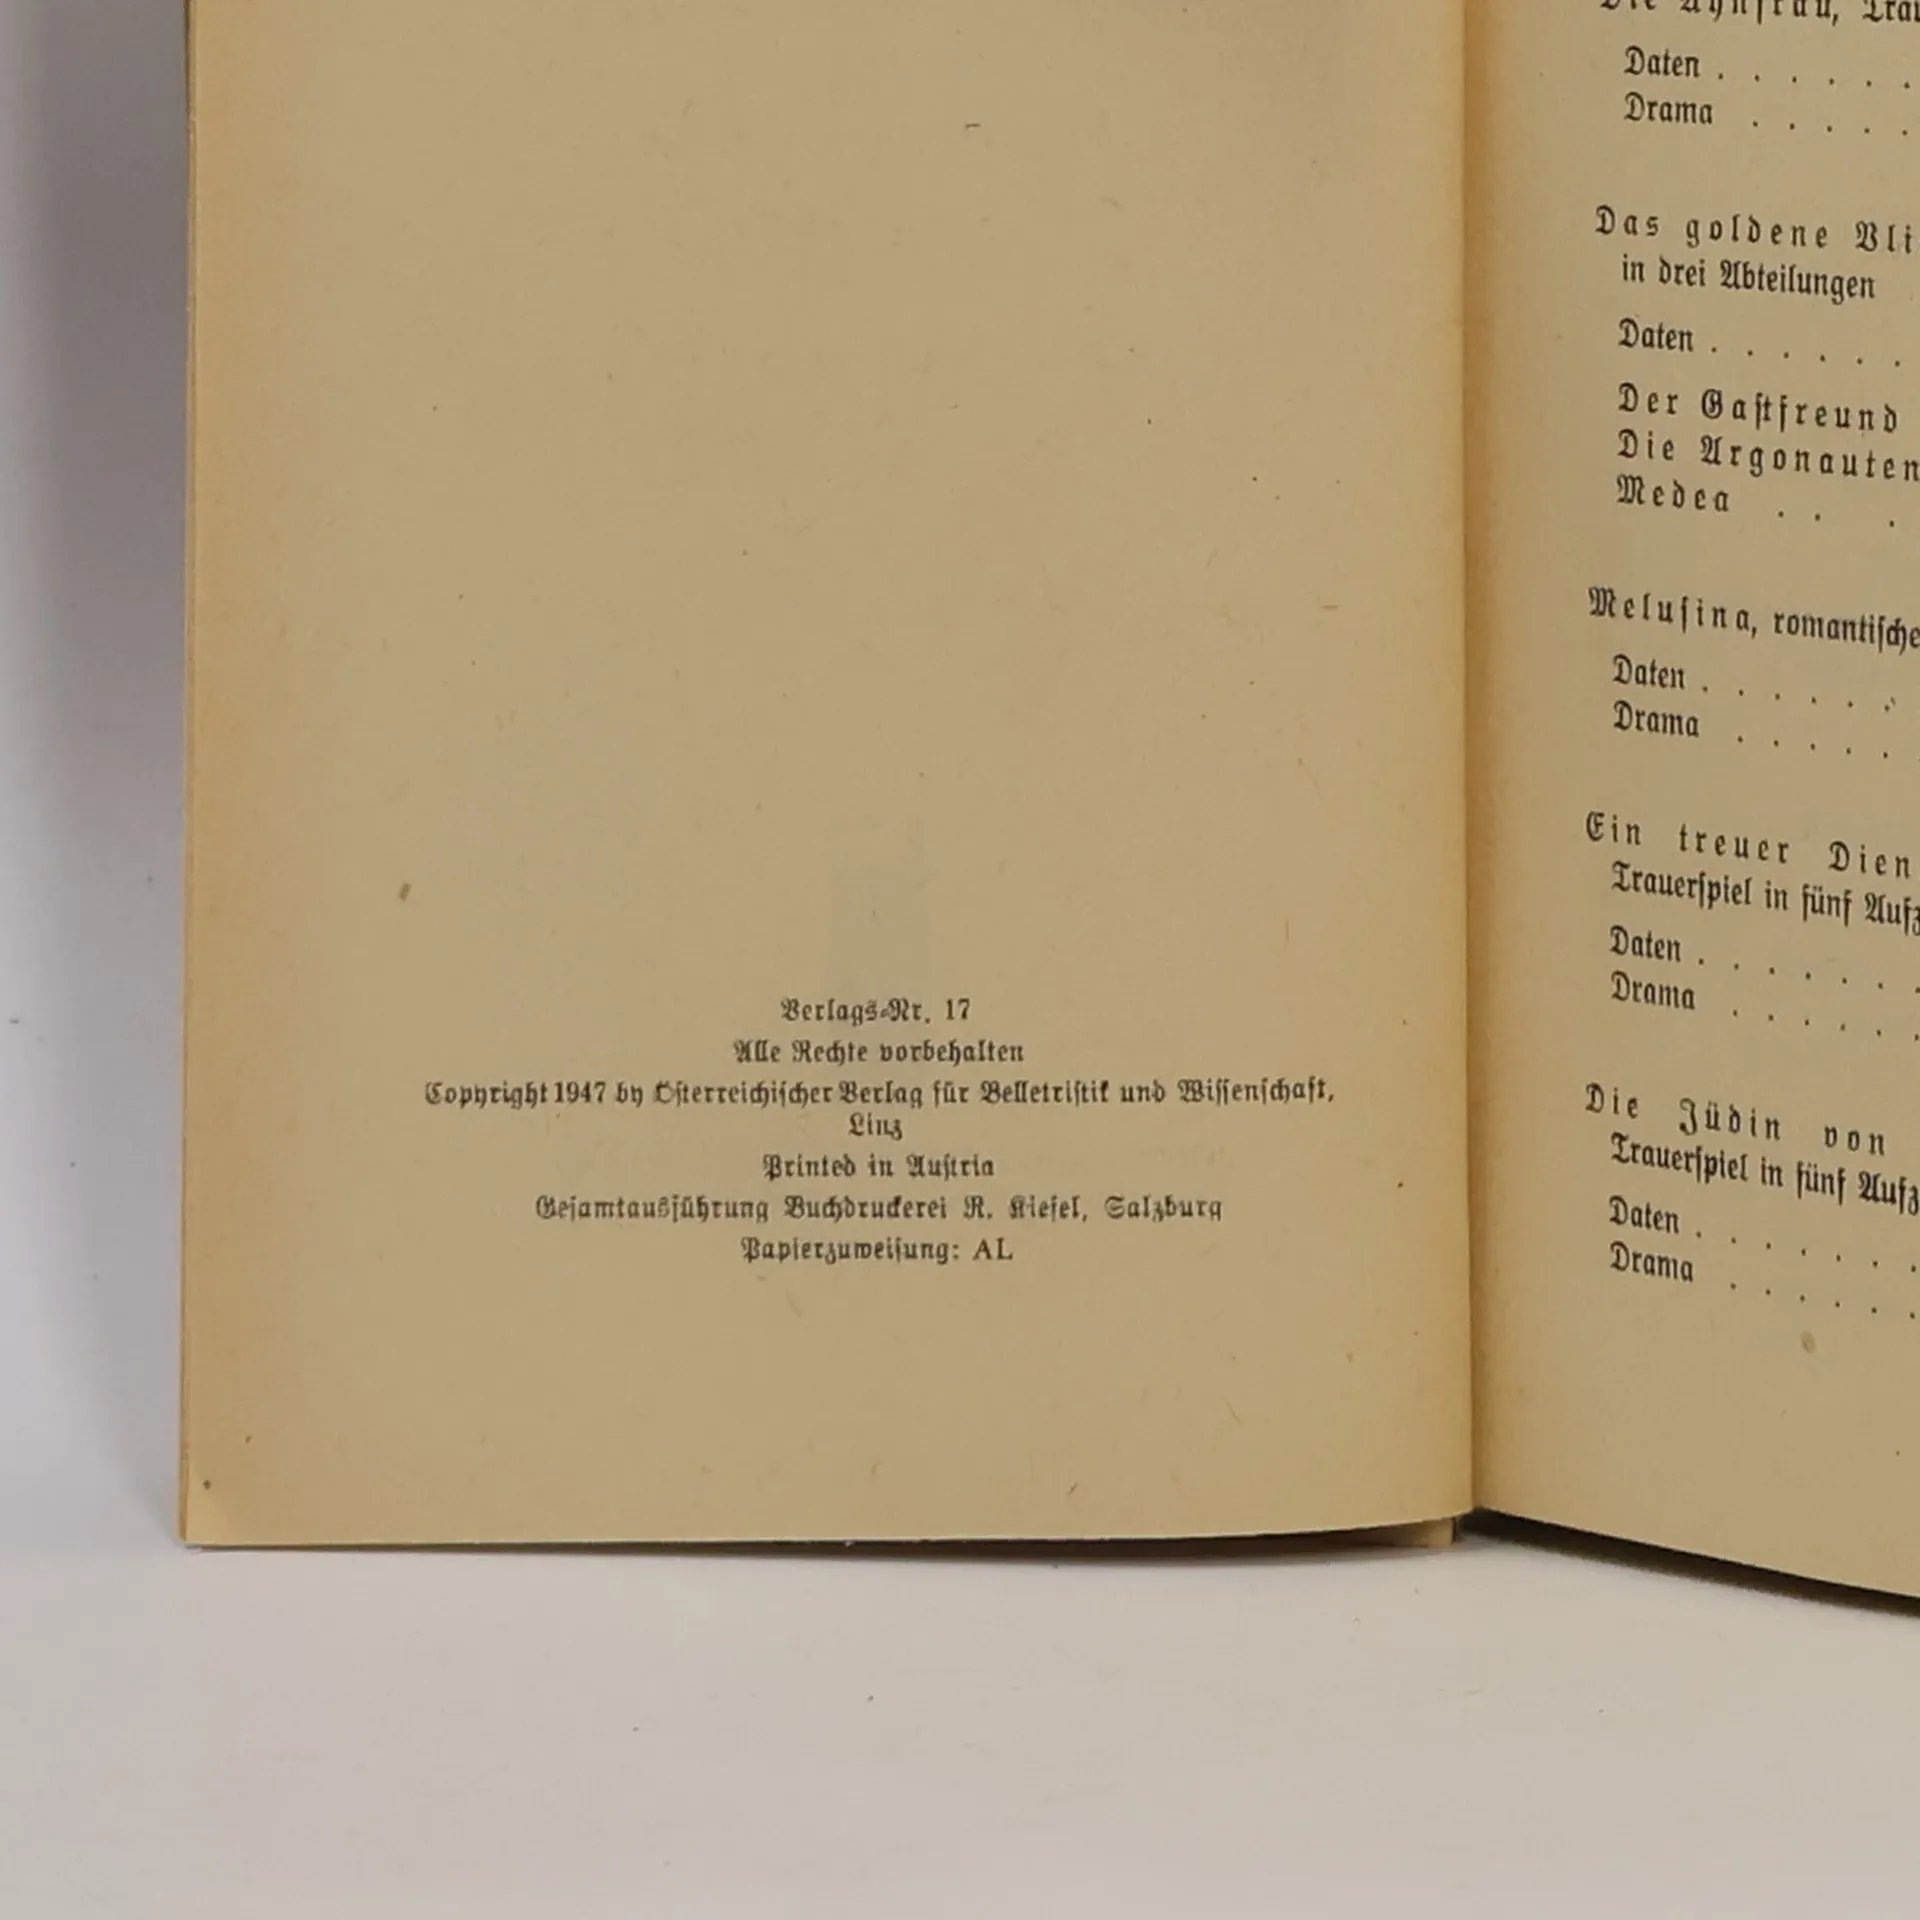 Verlags-Nr. 17
Alle Rechte vorbehalten
Copyright 1947 by Österreichischer Verlag für Belletristik und Wissenschaft,
Linz
Printed in Austria
Gesamtausführung Buchdruckerei R. Kiesel, Salzburg
Papierzuweisung: AL
Die Ahnfrau,
Daten . . . . . .
Drama . . . . .
Das goldene
in drei Abteilungen
Daten . . . . . .
Der Gastfreund
Die Argonauten
Medea . . .
Melusina, romantische
Daten . . . . . .
Drama . . . . .
Ein treuer
Trauerspiel in fünf
Daten . . . . . . .
Drama . . . . . .
Die Jüdin von
Trauerspiel in fünf
Daten . . . . . . .
Drama . . . . . .